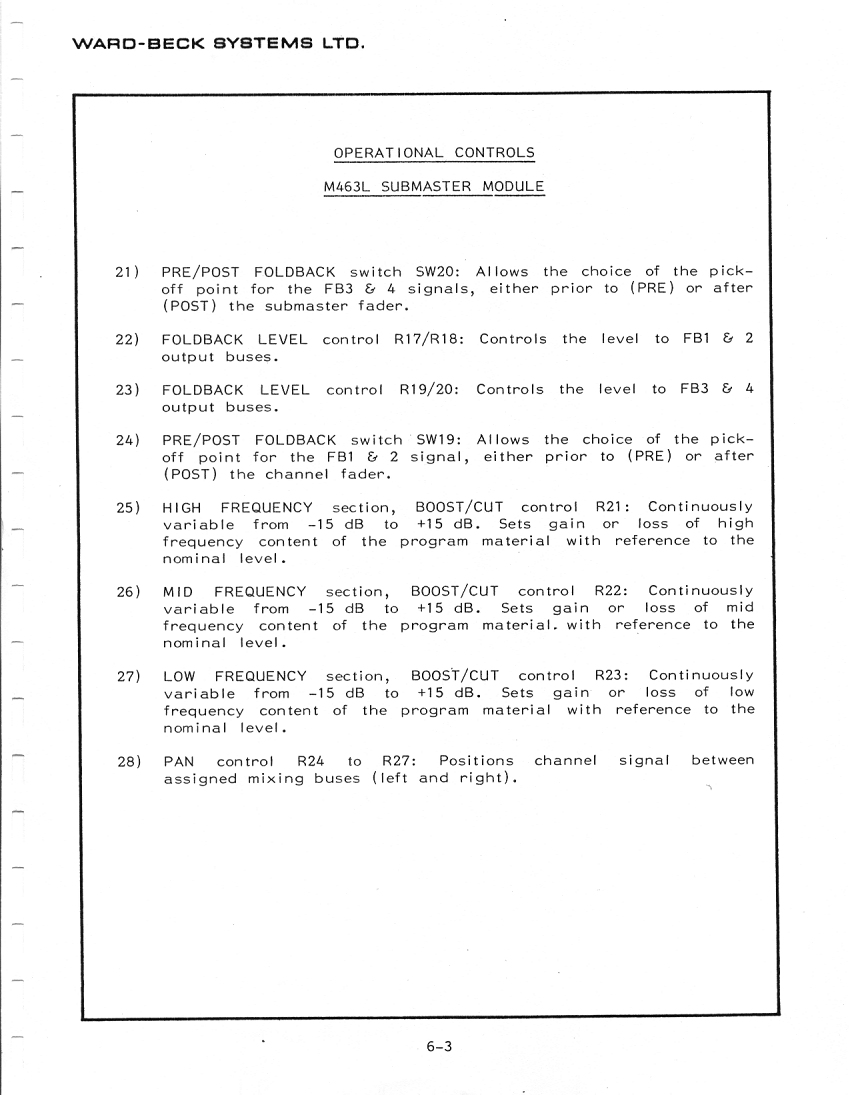 WARD-BECK SYSTEMS LTD.
OPERATIONAL CONTROLS
M463L SUBMASTER MODULE
21) PRE/POST FOLDBACK switch SW20: Allows the choice of the pick-
off point for the FB3 & 4 signals, either prior to (PRE) or after
(POST) the submaster fader.
22) FOLDBACK LEVEL control R17/R18: Controls the level to FB1 & 2
output buses.
23) FOLDBACK LEVEL control R19/20: Controls the level to FB3 & 4
output buses.
24) PRE/POST FOLDBACK switch SW19: Allows the choice of the pick-
off point for the FB1 & 2 signal, either prior to (PRE) or after
(POST) the channel fader.
25) HIGH FREQUENCY section, BOOST/CUT control R21: Continuously
variable from -15 dB to +15 dB. Sets gain or loss of high
frequency content of the program material with reference to the
nominal level.
26) MID FREQUENCY section, BOOST/CUT control R22: Continuously
variable from -15 dB to +15 dB. Sets gain or loss of mid
frequency content of the program material. with reference to the
nominal level.
27) LOW FREQUENCY section, BOOST/CUT control R23: Continuously
variable from -15 dB to +15 dB. Sets gain or loss of low
frequency content of the program material with reference to the
nominal level.
28) PAN control R24 to R27: Positions channel signal between
assigned mixing buses (left and right).
6-3